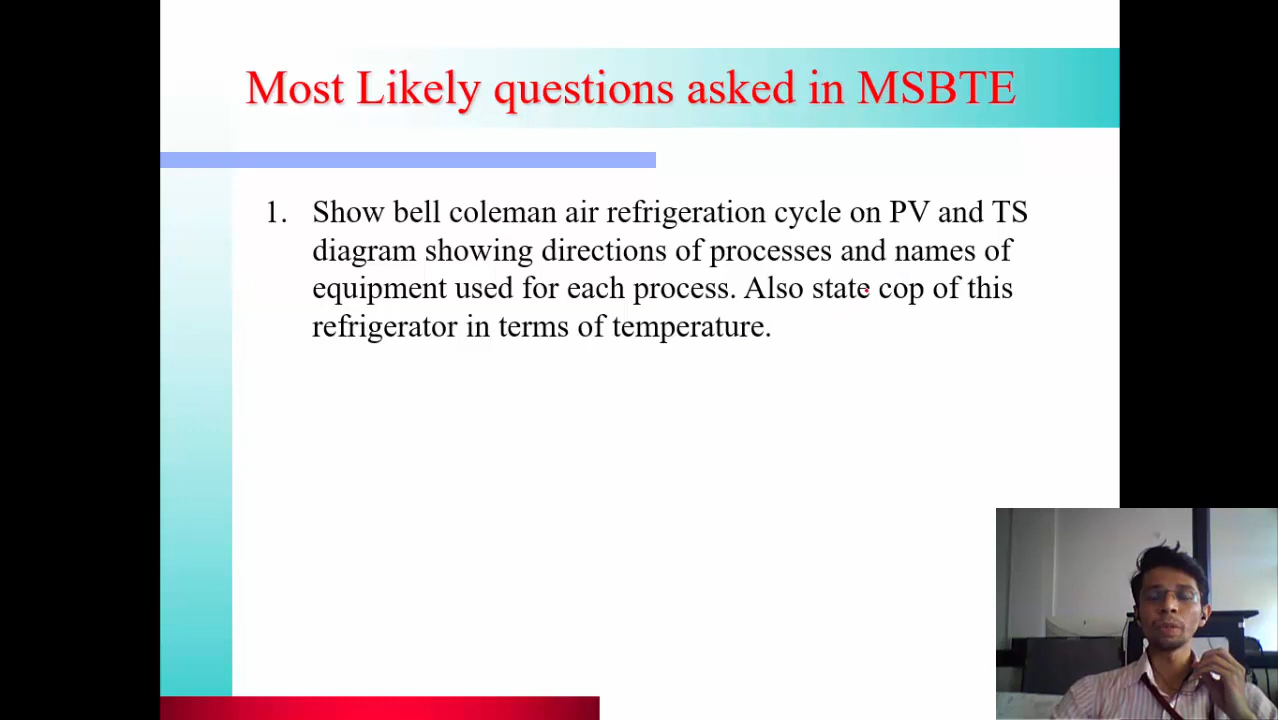 Most Likely questions asked in MSBTE
1. Show bell coleman air refrigeration cycle on PV and TS
diagram showing directions of processes and names of
equipment used for each process. Also state cop of this
refrigerator in terms of temperature.